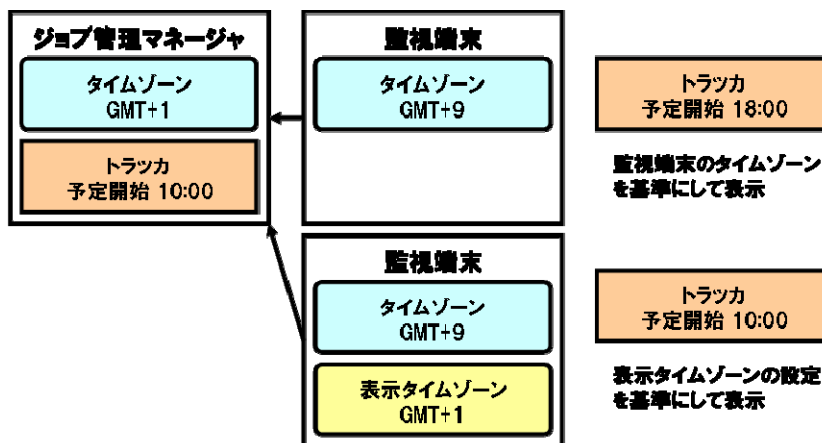 ジョブ管理マネージャ
タイムゾーン
GMT+1
トラッカ
予定開始 10:00
監視端末
タイムゾーン
GMT+9
トラッカ
予定開始 18:00
監視端末のタイムゾーン
を基準にして表示
監視端末
タイムゾーン
GMT+9
表示タイムゾーン
GMT+1
トラッカ
予定開始 10:00
表示タイムゾーンの設定
を基準にして表示